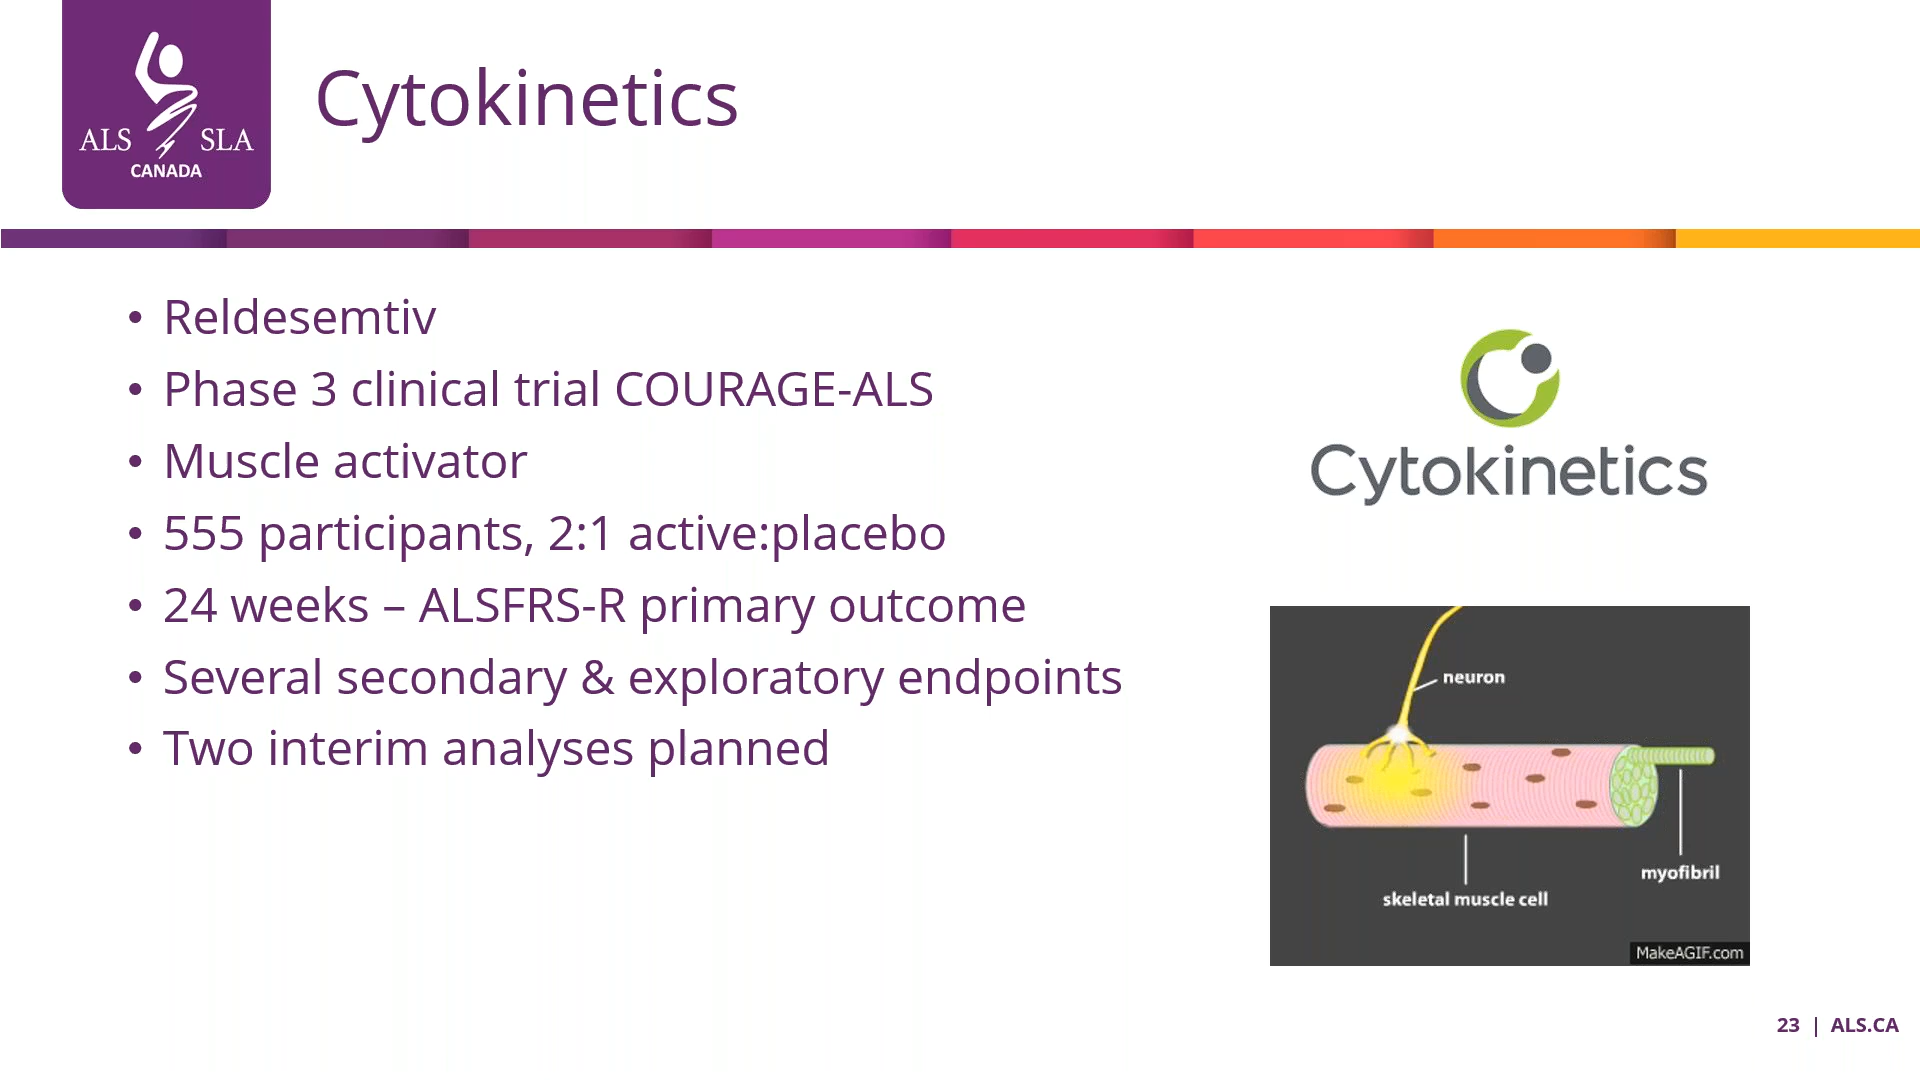 ALS SLA
CANADA
Cytokinetics
• Reldesemtiv
• Phase 3 clinical trial COURAGE-ALS
• Muscle activator
• 555 participants, 2:1 active:placebo
• 24 weeks – ALSFRS-R primary outcome
• Several secondary & exploratory endpoints
• Two interim analyses planned
Cytokinetics
neuron
myofibril
skeletal muscle cell
MakeAGIF.com
23 | ALS.CA